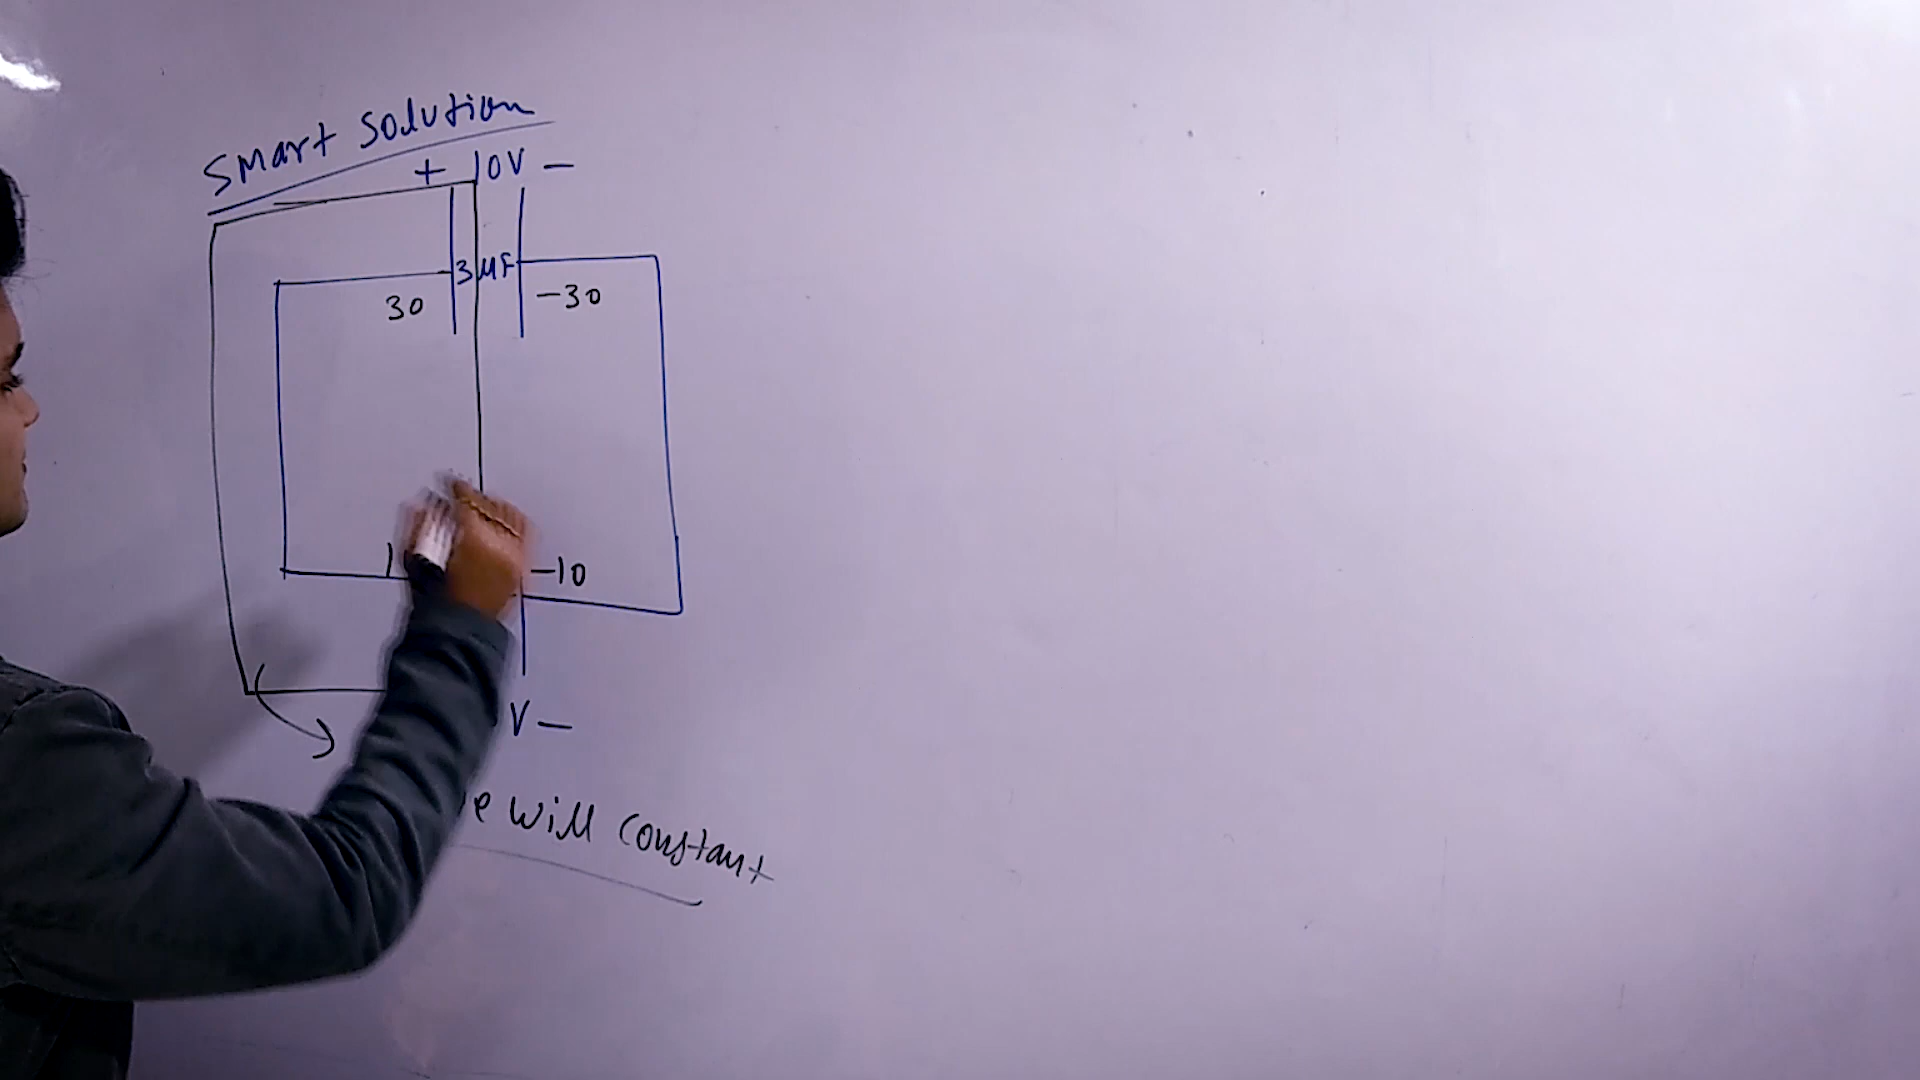 Smart Solution
+ 10V -
3μF
30 -30
-10
V -
will constant